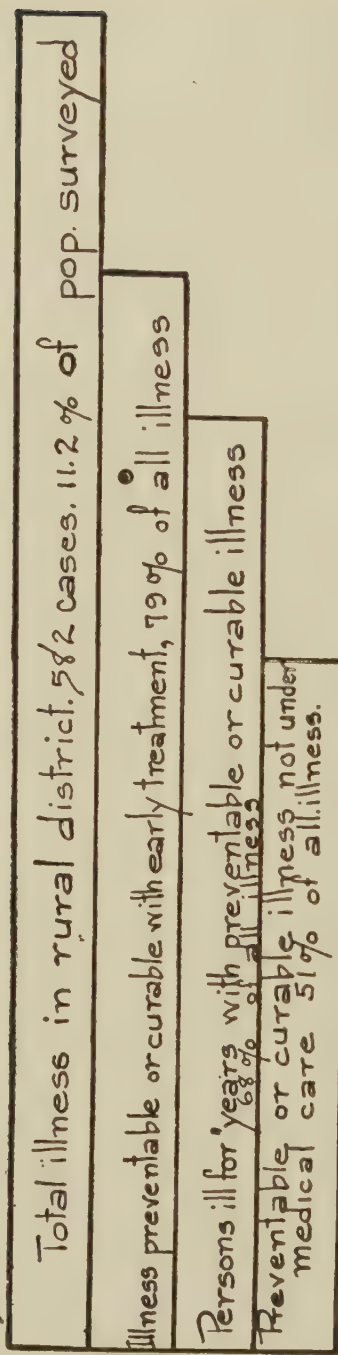 Total illness in rural district. 582 cases. 11.2% of pop. surveyed
Illness preventable or curable with early treatment, 79% of all illness
Persons ill for "years with preventable or curable illness
68% of all illness
Preventable or curable illness not under
medical care 51% of all illness.